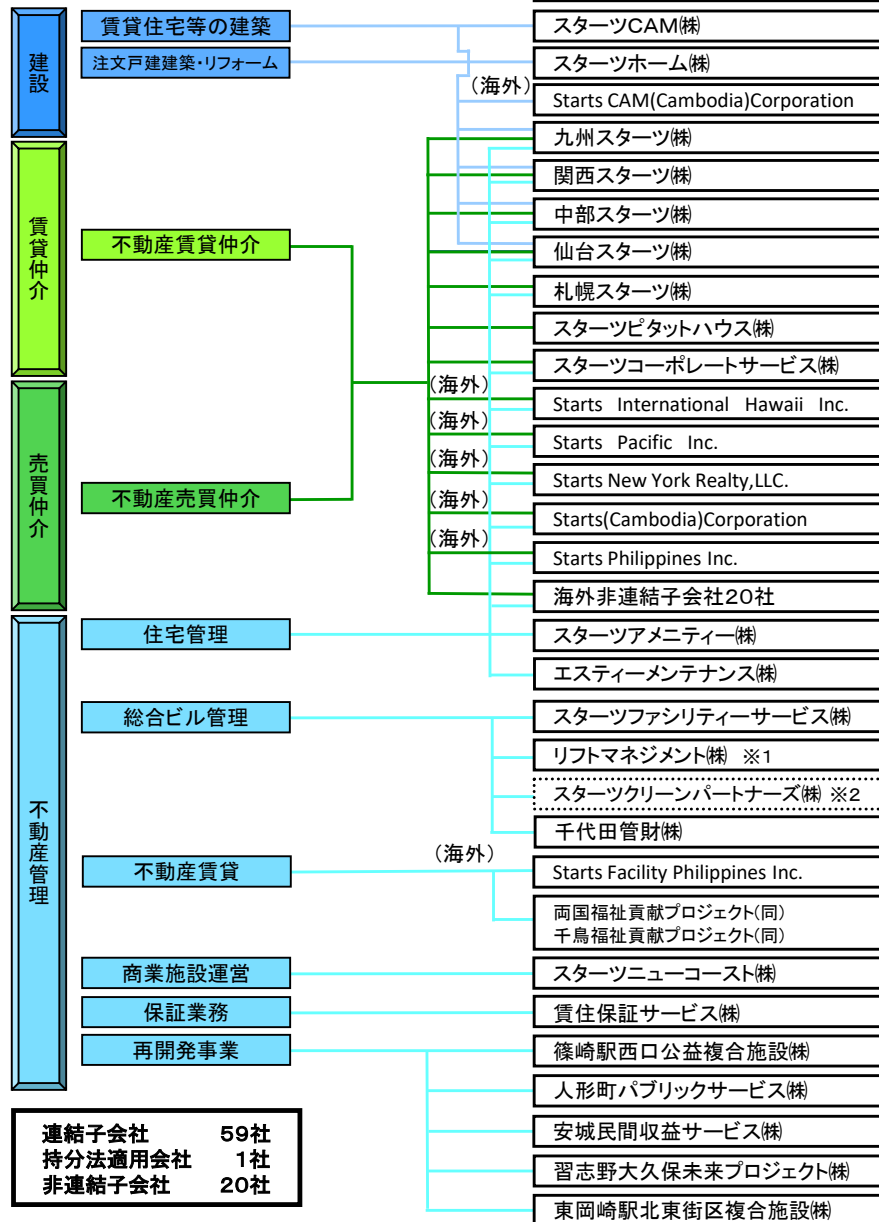 建設
賃貸住宅等の建築
注文戸建建築・リフォーム
賃貸仲介
不動産賃貸仲介
売買仲介
不動産売買仲介
不動産管理
住宅管理
総合ビル管理
不動産賃貸
商業施設運営
保証業務
再開発事業
スターツCAM㈱
スターツホーム㈱
(海外)
Starts CAM(Cambodia)Corporation
九州スターツ㈱
関西スターツ㈱
中部スターツ㈱
仙台スターツ㈱
札幌スターツ㈱
スターツピタットハウス㈱
スターツコーポレートサービス㈱
(海外)
Starts International Hawaii Inc.
(海外)
Starts Pacific Inc.
(海外)
Starts New York Realty,LLC.
(海外)
Starts(Cambodia)Corporation
(海外)
Starts Philippines Inc.
海外非連結子会社20社
スターツアメニティー㈱
エスティーメンテナンス㈱
スターツファシリティーサービス㈱
リフトマネジメント㈱ ※1
スターツクリーンパートナーズ㈱ ※2
千代田管財㈱
(海外)
Starts Facility Philippines Inc.
両国福祉貢献プロジェクト(同)
千鳥福祉貢献プロジェクト(同)
スターツニューコースト㈱
賃住保証サービス㈱
篠崎駅西口公益複合施設㈱
人形町パブリックサービス㈱
安城民間収益サービス㈱
習志野大久保未来プロジェクト㈱
東岡崎駅北東街区複合施設㈱
連結子会社 59社
持分法適用会社 1社
非連結子会社 20社